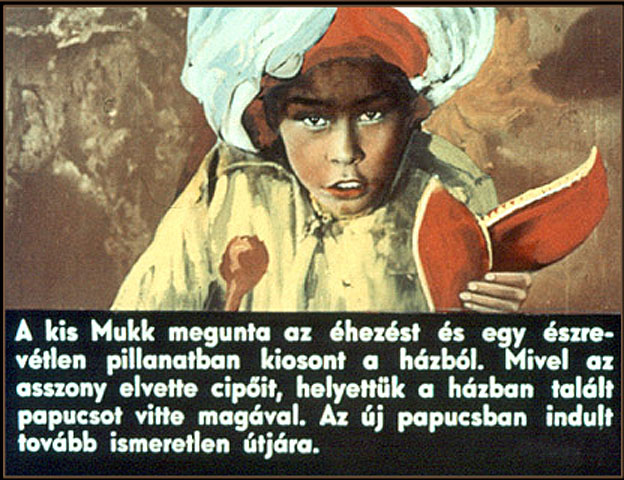 A kis Mukk megunta az éhezést és egy észre-
vétlen pillanatban kiosont a házból. Mivel az
asszony elvette cipőit, helyettük a házban talált
papucsot vitte magával. Az új papucsban indult
tovább ismeretlen útjára.